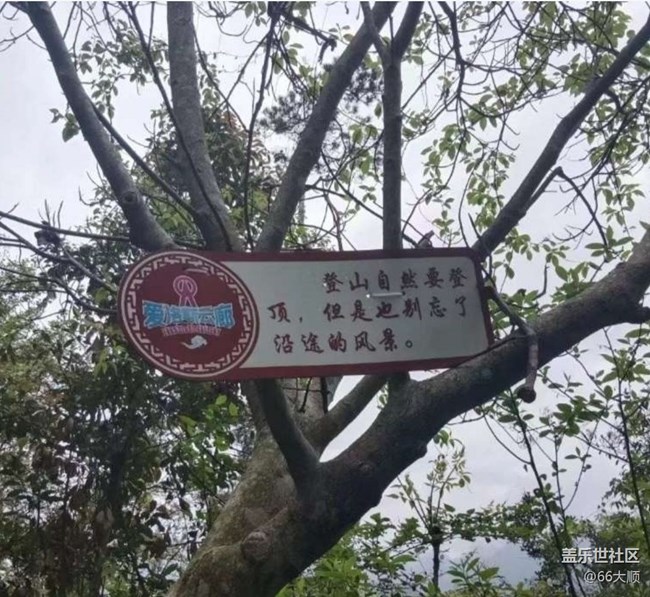 登山自然要登
顶，但是也别忘了
沿途的风景。
盖乐世社区
@66大顺